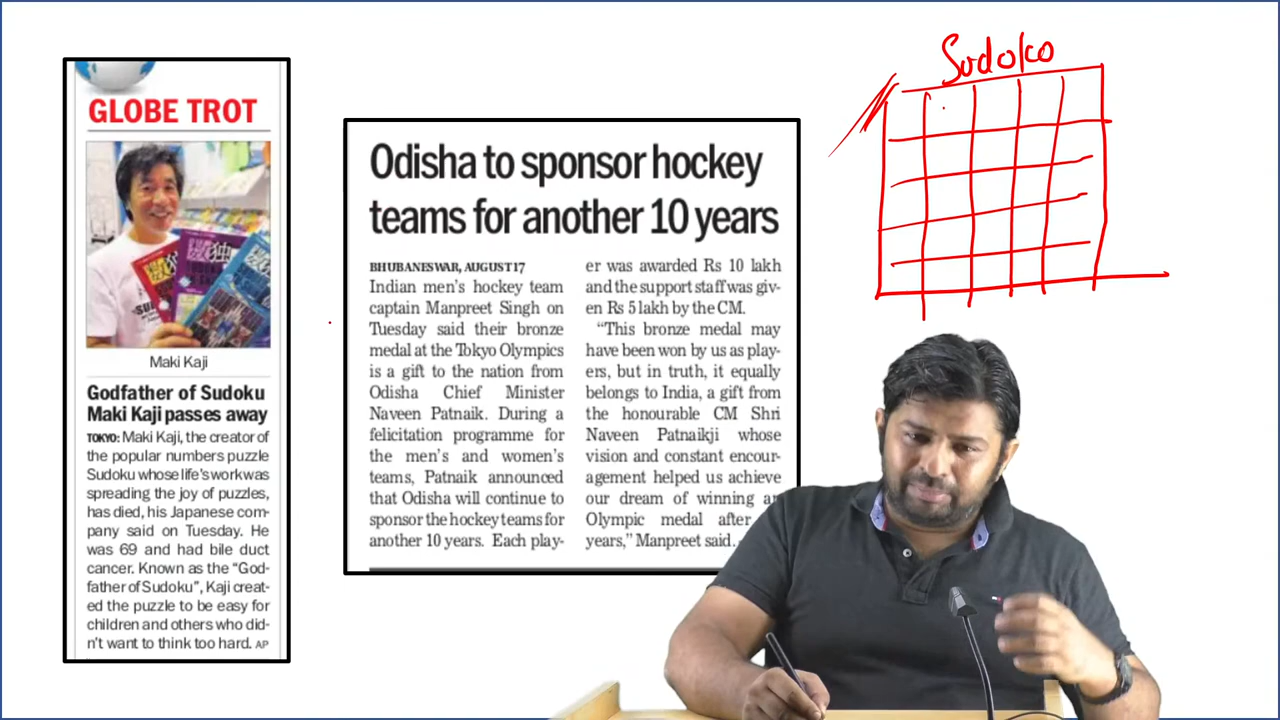 GLOBE TROT
Maki Kaji
Godfather of Sudoku
Maki Kaji passes away
TOKYO: Maki Kaji, the creator of
the popular numbers puzzle
Sudoku whose life's work was
spreading the joy of puzzles,
has died, his Japanese com-
pany said on Tuesday. He
was 69 and had bile duct
cancer. Known as the "God-
father of Sudoku", Kaji creat-
ed the puzzle to be easy for
children and others who did-
n't want to think too hard. AP
Odisha to sponsor hockey
teams for another 10 years
BHUBANESWAR, AUGUST 17
Indian men's hockey team
captain Manpreet Singh on
Tuesday said their bronze
medal at the Tokyo Olympics
is a gift to the nation from
Odisha Chief Minister
Naveen Patnaik. During a
felicitation programme for
the men's and women's
teams, Patnaik announced
that Odisha will continue to
sponsor the hockey teams for
another 10 years. Each play-
er was awarded Rs 10 lakh
and the support staff was giv-
en Rs 5 lakh by the CM.
"This bronze medal may
have been won by us as play-
ers, but in truth, it equally
belongs to India, a gift from
the honourable CM Shri
Naveen Patnaikji whose
vision and constant encour-
agement helped us achieve
our dream of winning an
Olympic medal after
years," Manpreet said.
Sudoko